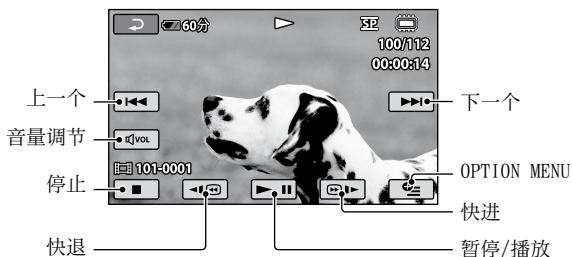 60分
SP
100/112
00:00:14
上一个
下一个
音量调节
VOL
101-0001
停止
OPTION MENU
快进
快退
暂停/播放